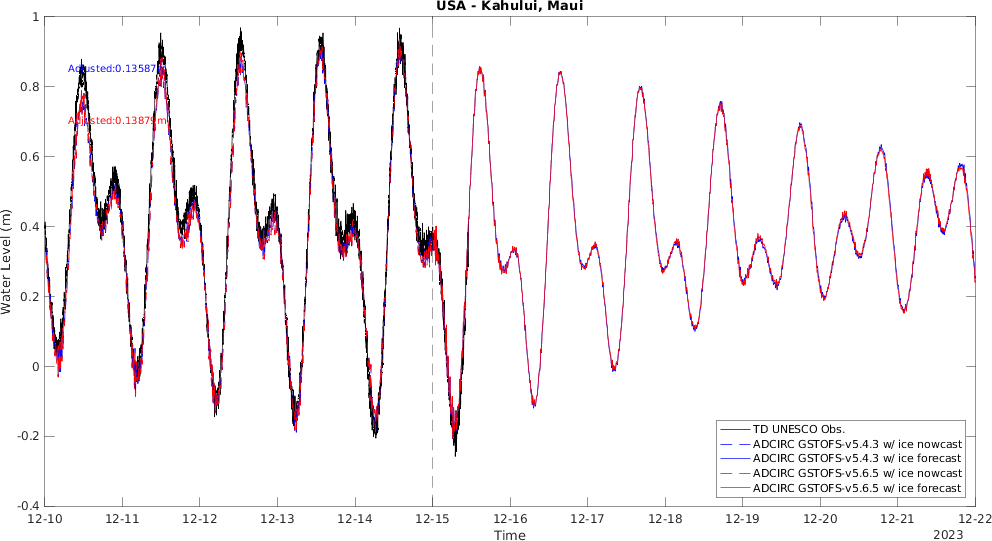 USA - Kahului, Maui
1
0.8
0.6
0.4
0.2
0
-0.2
-0.4
Water Level (m)
Adjusted:0.13587
Adjusted:0.13879m
TD UNESCO Obs.
ADCIRC GSTOFS-v5.4.3 w/ ice nowcast
ADCIRC GSTOFS-v5.4.3 w/ ice forecast
ADCIRC GSTOFS-v5.6.5 w/ ice nowcast
ADCIRC GSTOFS-v5.6.5 w/ ice forecast
12-10 12-11 12-12 12-13 12-14 12-15 12-16 12-17 12-18 12-19 12-20 12-21 12-22
Time
2023